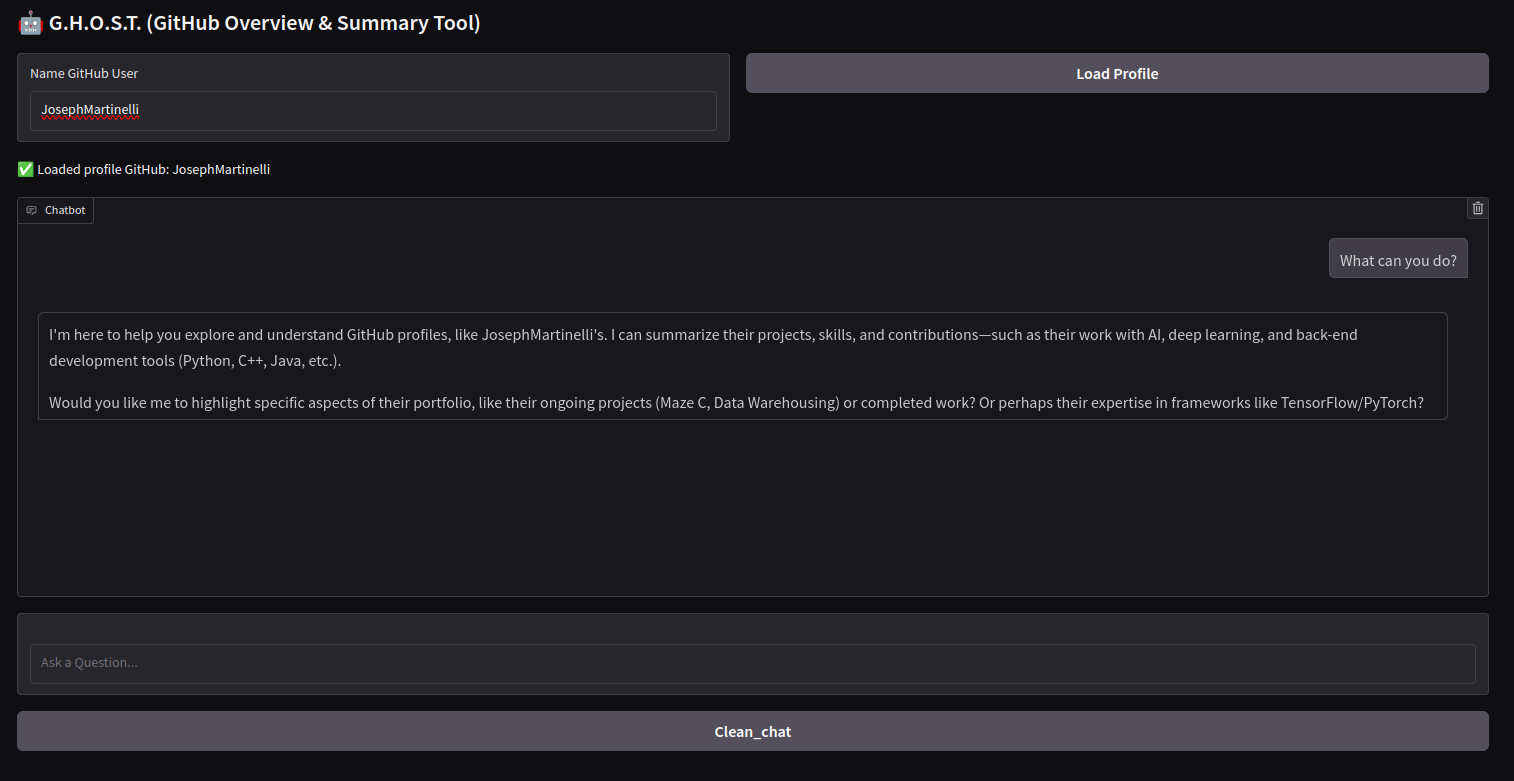 🤖 G.H.O.S.T. (GitHub Overview & Summary Tool)
Name GitHub User
Load Profile
JosephMartinelli
✅ Loaded profile GitHub: JosephMartinelli
Chatbot
What can you do?
I'm here to help you explore and understand GitHub profiles, like JosephMartinelli's. I can summarize their projects, skills, and contributions—such as their work with AI, deep learning, and back-end
development tools (Python, C++, Java, etc.).
Would you like me to highlight specific aspects of their portfolio, like their ongoing projects (Maze C, Data Warehousing) or completed work? Or perhaps their expertise in frameworks like TensorFlow/PyTorch?
Ask a Question...
Clean_chat